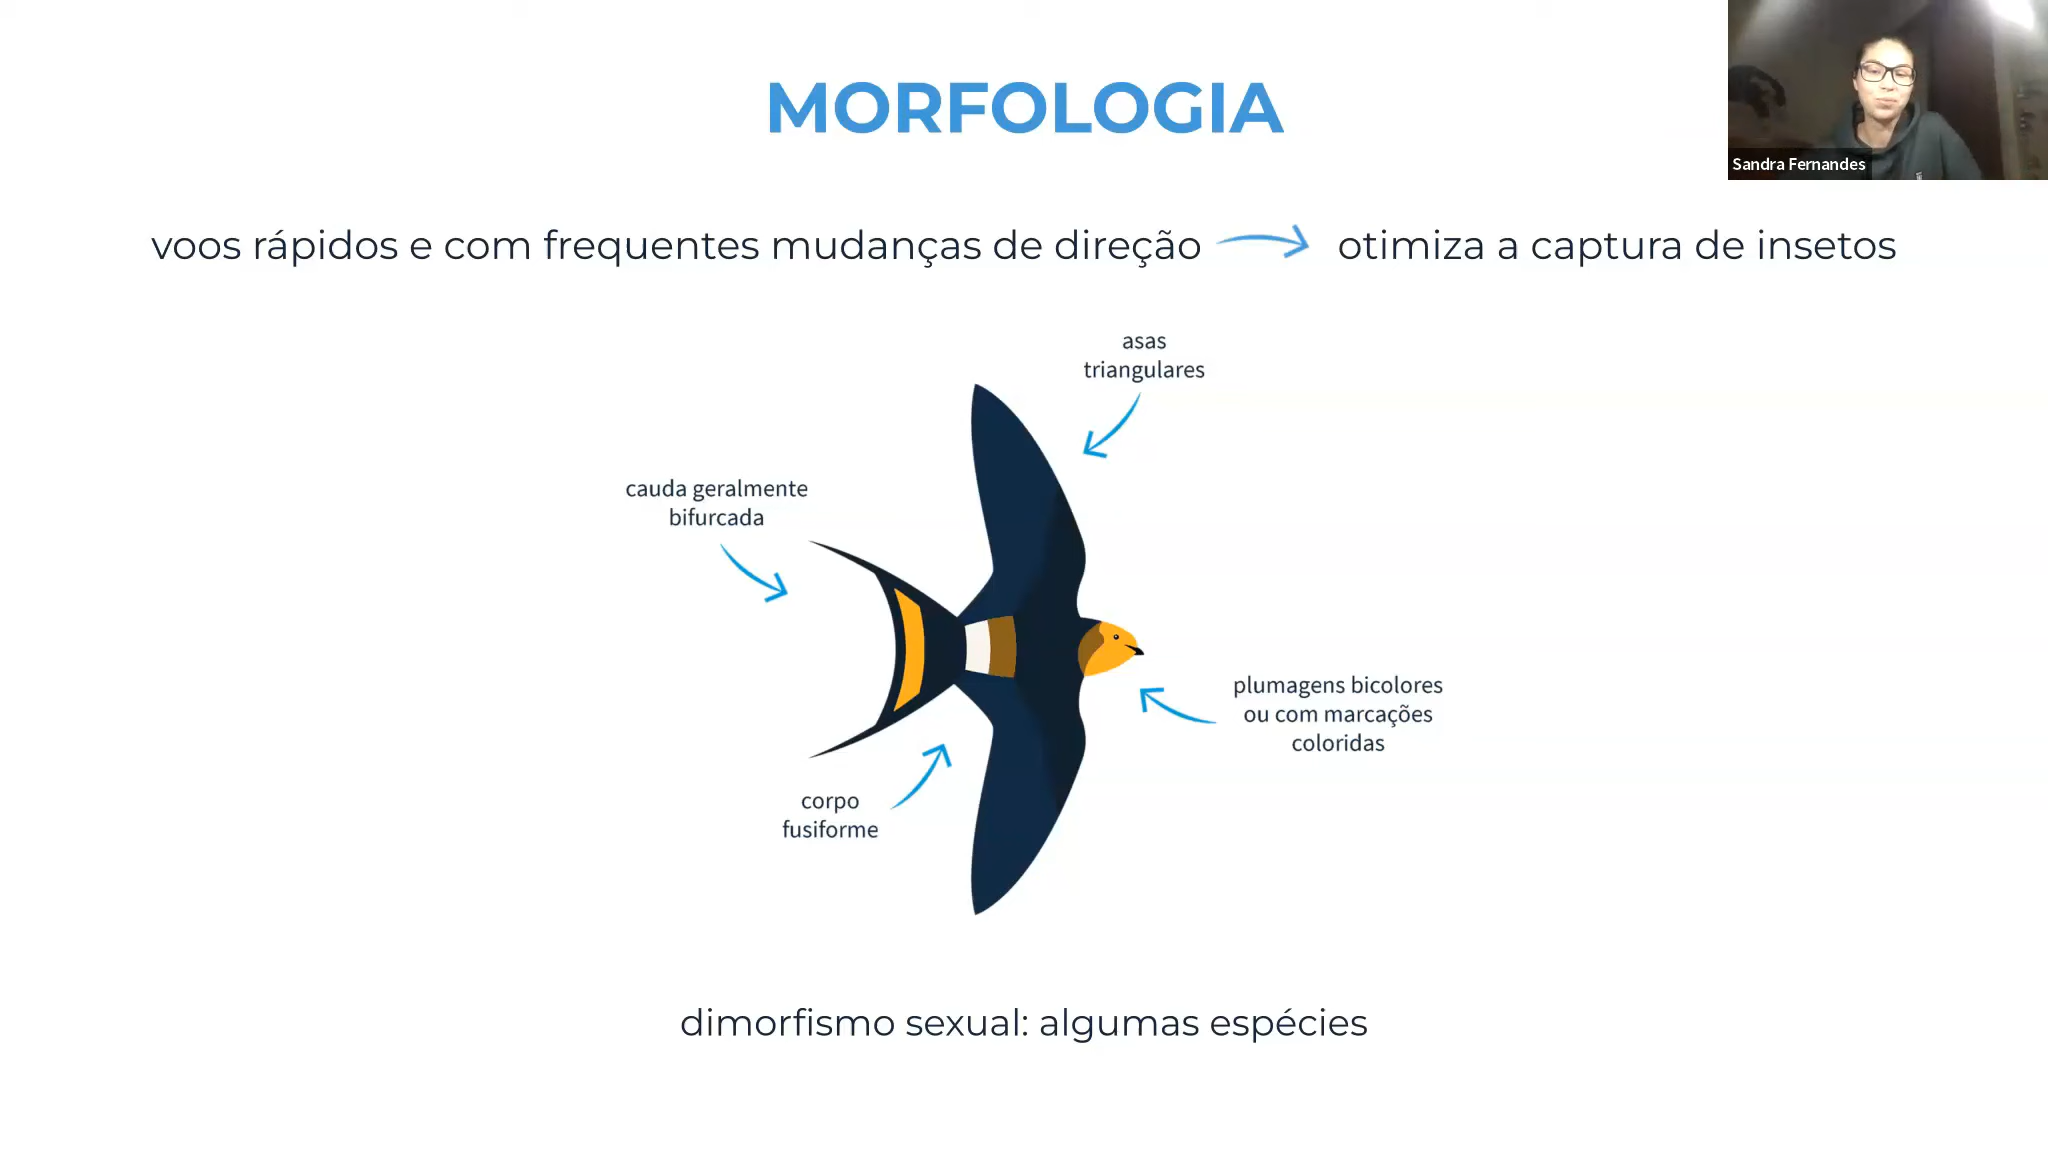 MORFOLOGIA
Sandra Fernandes
voos rápidos e com frequentes mudanças de direção otimiza a captura de insetos
asas
triangulares
cauda geralmente
bifurcada
plumagens bicolores
ou com marcações
coloridas
corpo
fusiforme
dimorfismo sexual: algumas espécies